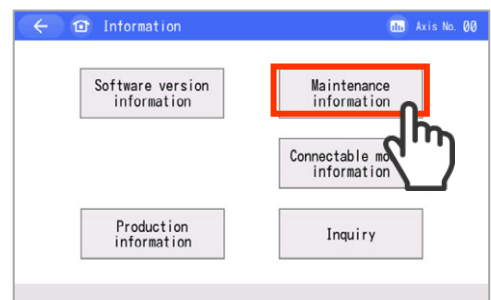 Information
Axis No. 00
Software version
information
Maintenance
information
Connectable
information
Production
information
Inquiry